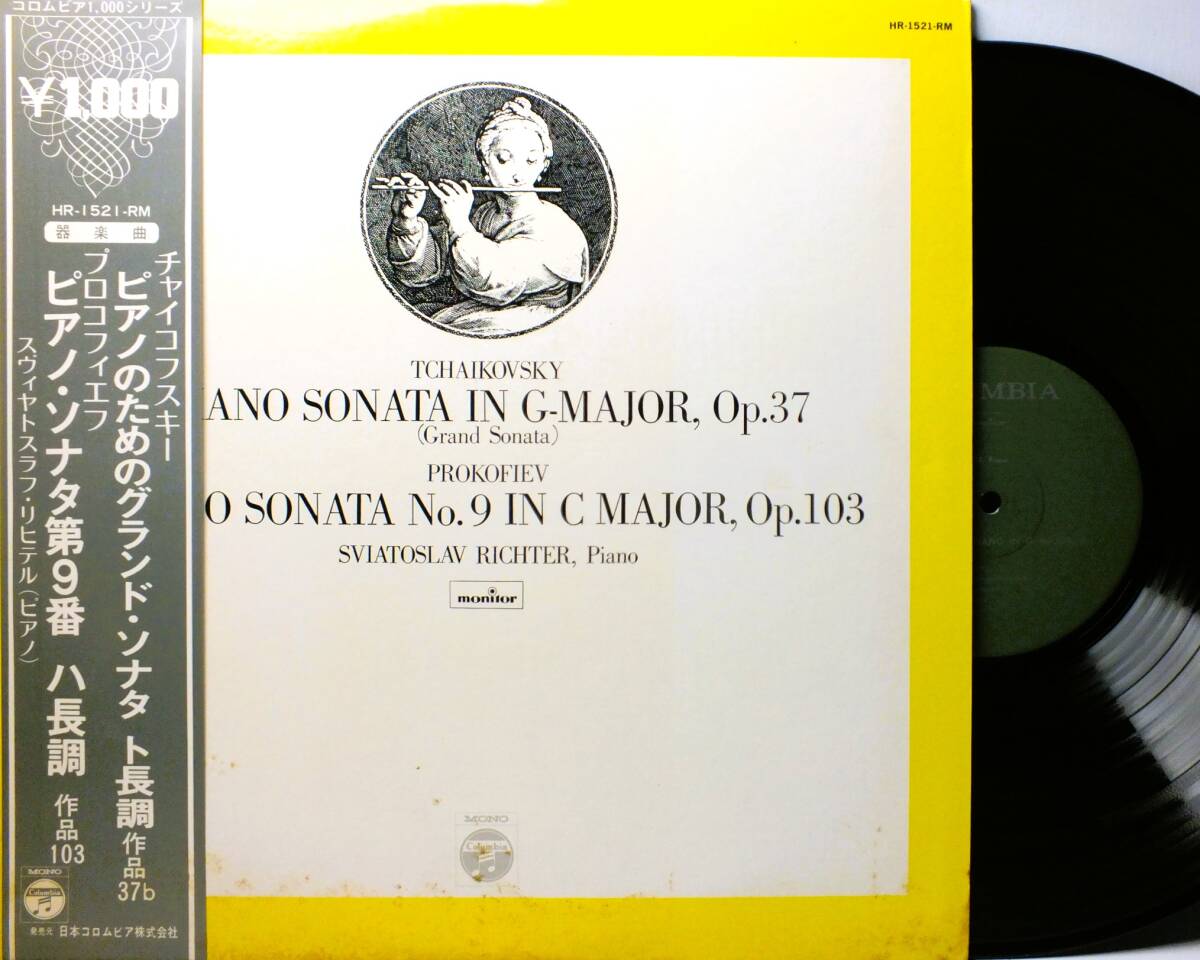 コロムビア1,000シリーズ
¥1,000
HR-1521-RM
器楽曲
チャイコフスキー
ピアノのためのグランド・ソナタ ト長調 作品37b
プロコフィエフ
ピアノ・ソナタ第9番 ハ長調 作品103
スヴィヤトスラフ・リヒテル(ピアノ)
MONO
Columbia
発売元 日本コロムビア株式会社
HR-1521-RM
TCHAIKOVSKY
ANO SONATA IN G-MAJOR, Op.37
(Grand Sonata)
PROKOFIEV
O SONATA No.9 IN C MAJOR, Op.103
SVIATOSLAV RICHTER, Piano
monitor
MONO
Columbia
MBIA